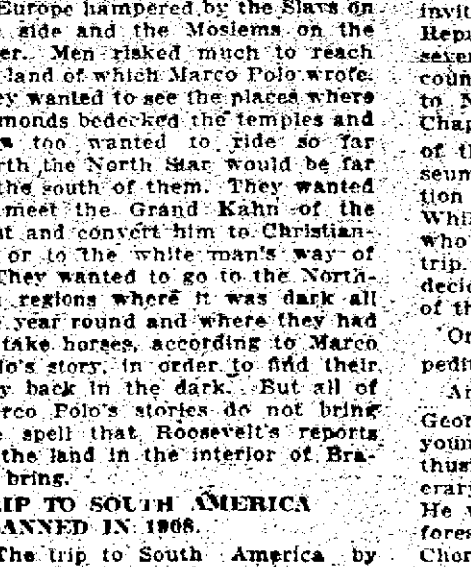 Europe hampered by the Slavs on
side and the Moslems on the
er. Men risked much to reach
land of which Marco Polo wrote.
ey wanted to see the places where
monds bedecked the temples and
too wanted to ride so far
rth the North Star would be far
the south of them. They wanted
meet the Grand Kahn of the
t and convert him to Christian-
or to the white man's way of
They wanted to go to the North-
regions where it was dark all
year round and where they had
take horses, according to Marco
lo's story, in order to find their
y back in the dark. But all of
rco Polo's stories do not bring
spell that Roosevelt's reports
the land in the interior of Bra-
bring.
IP TO SOUTH AMERICA
ANNED IN 1908.
The trip to South America by
invit
Repu
sever
coun
to N
Chap
of th
seum
tion
Whi
who
trip.
decid
of th
Or
pedit
An
Geor
youn
thus
erary
He w
fores
Chor